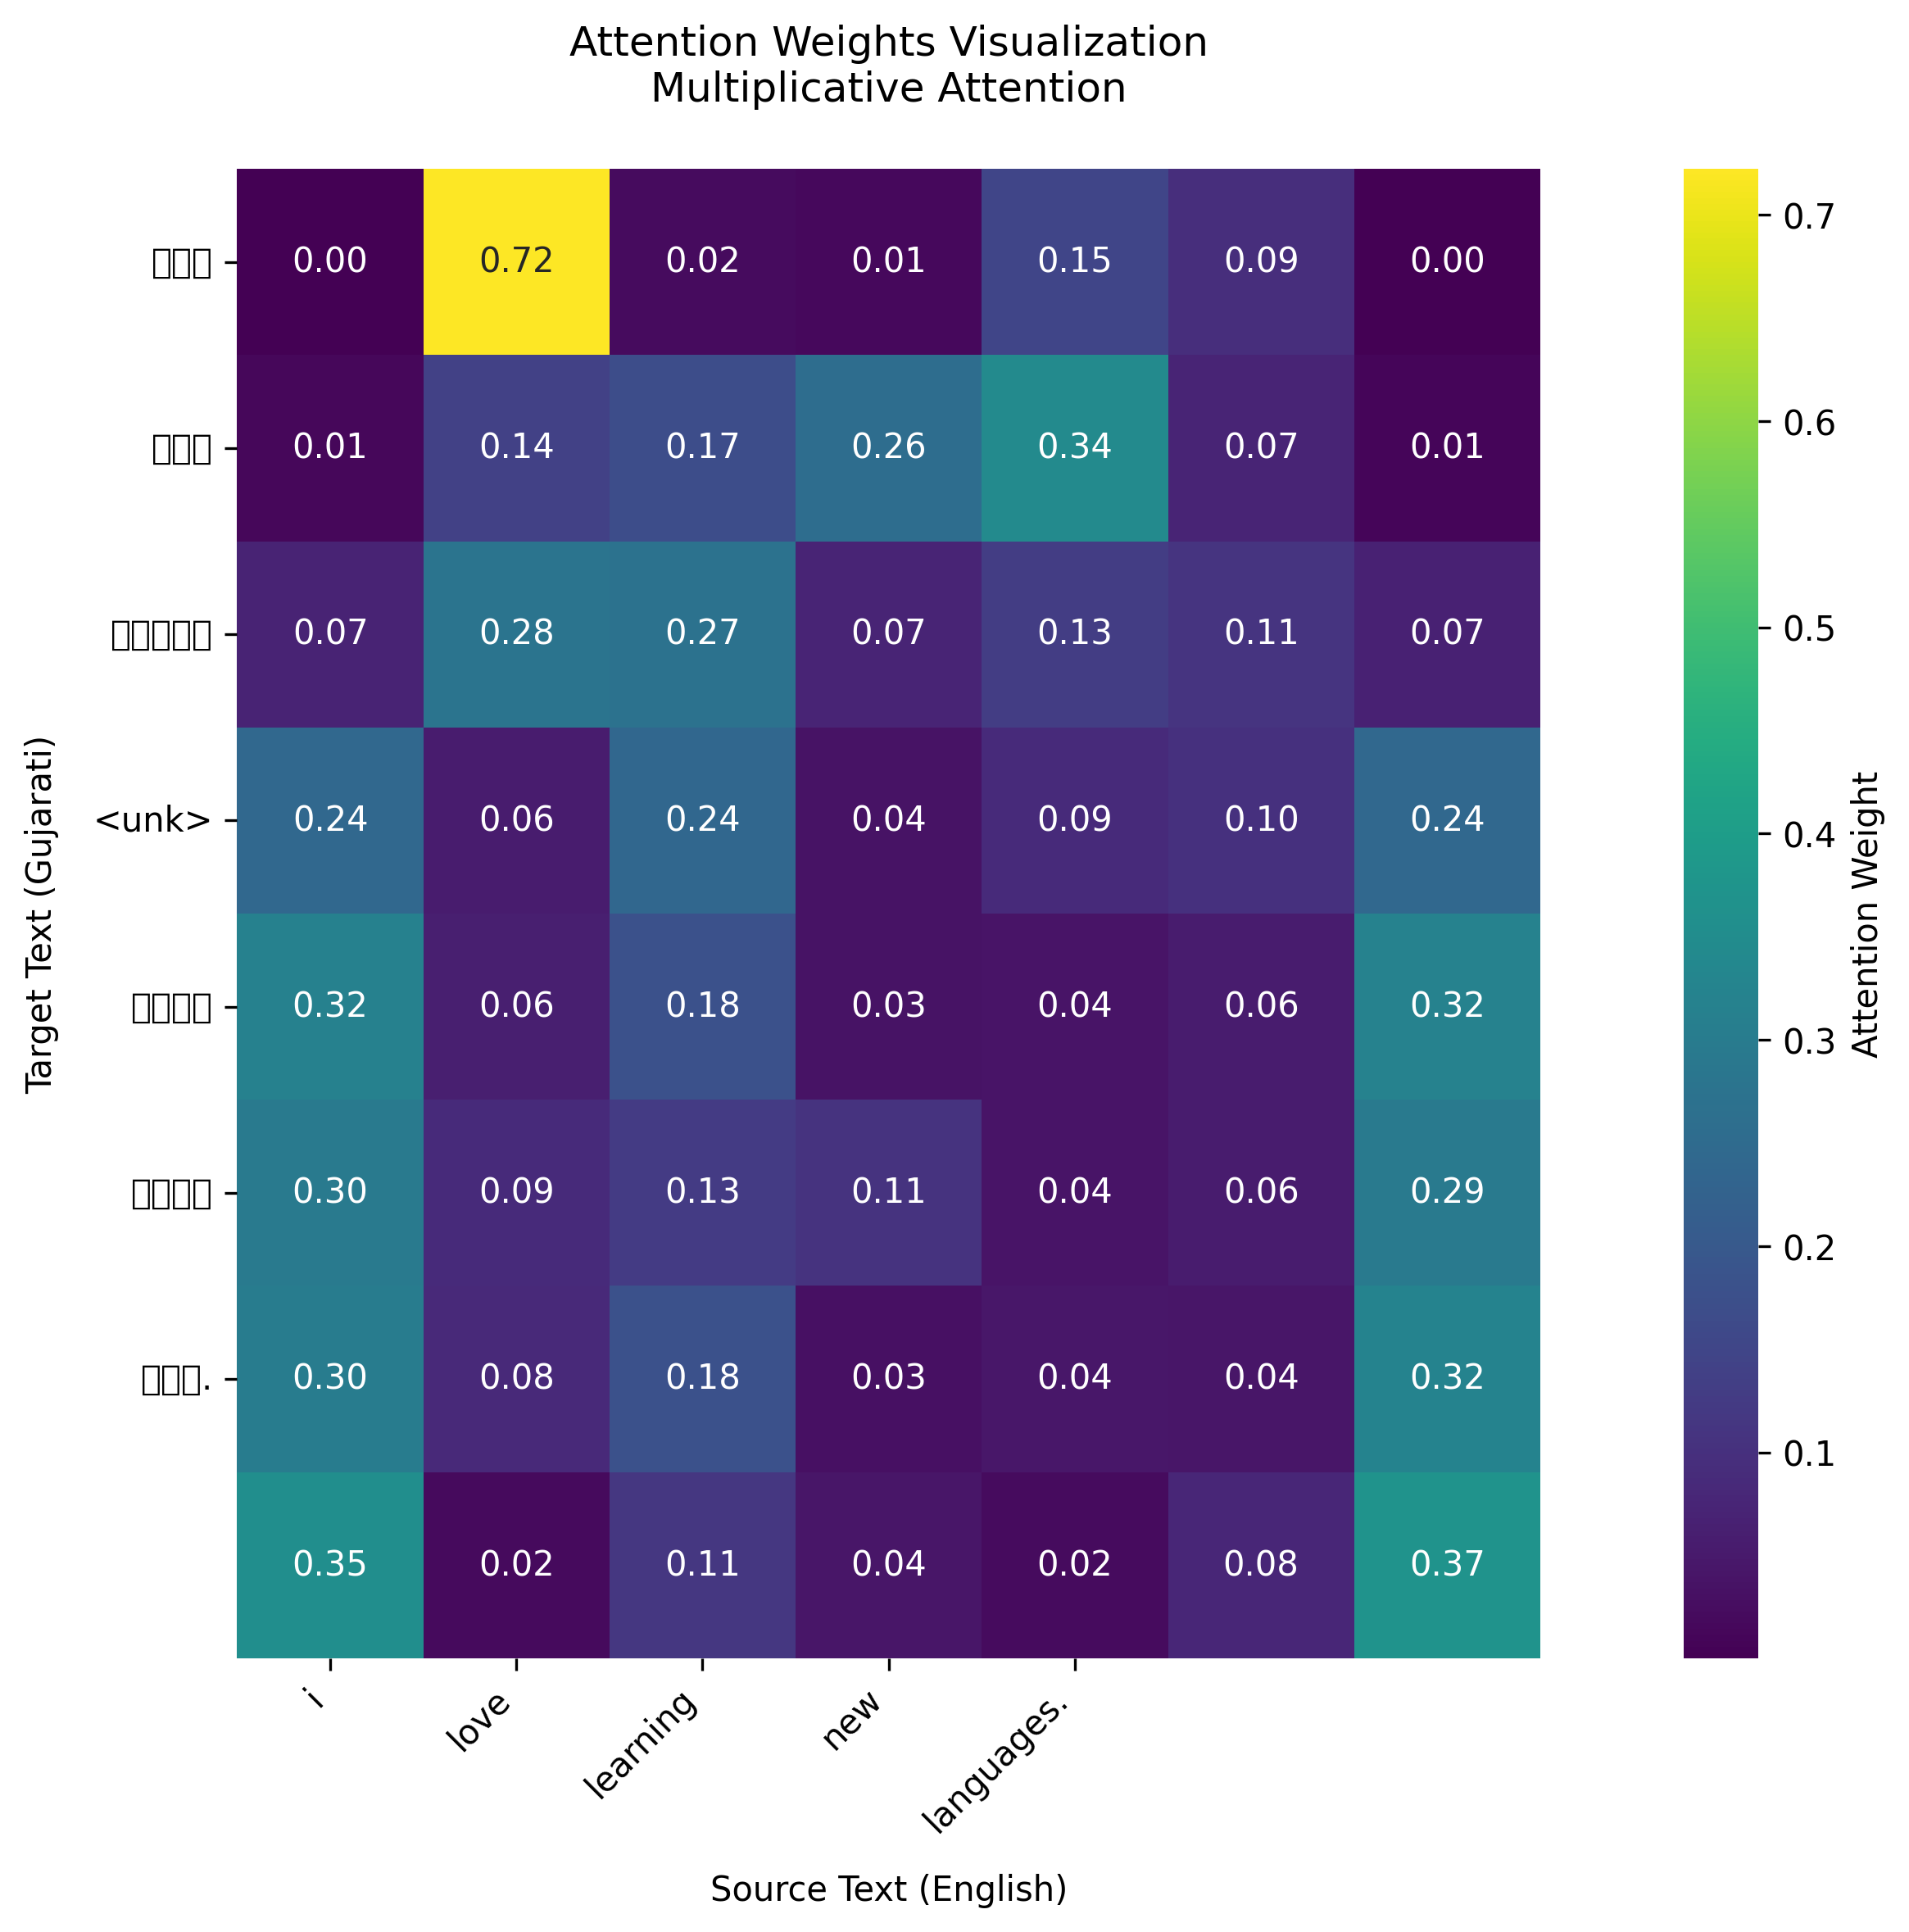 Attention Weights Visualization
Multiplicative Attention
0.00 0.72 0.02 0.01 0.15 0.09 0.00
0.01 0.14 0.17 0.26 0.34 0.07 0.01
0.07 0.28 0.27 0.07 0.13 0.11 0.07
<unk> 0.24 0.06 0.24 0.04 0.09 0.10 0.24
0.32 0.06 0.18 0.03 0.04 0.06 0.32
0.30 0.09 0.13 0.11 0.04 0.06 0.29
0.30 0.08 0.18 0.03 0.04 0.04 0.32
0.35 0.02 0.11 0.04 0.02 0.08 0.37
i love learning new languages.
Source Text (English)
Target Text (Gujarati)
0.7
0.6
0.5
0.4
0.3
0.2
0.1
Attention Weight